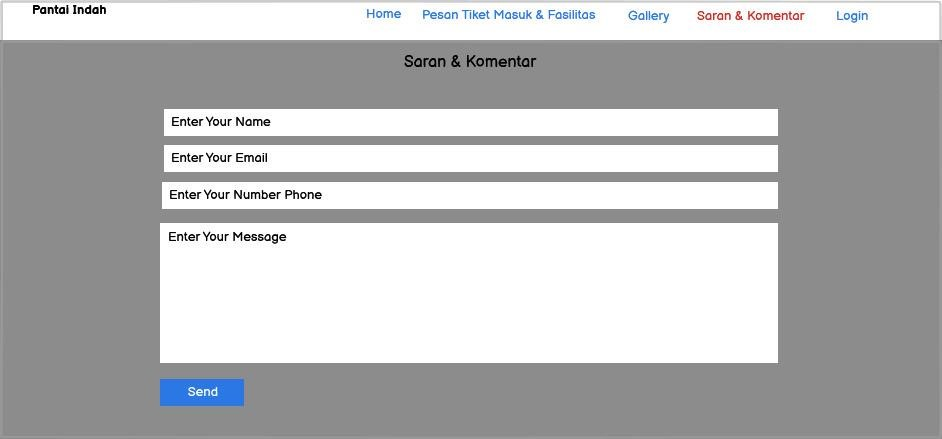 Pantai Indah
Home Pesan Tiket Masuk & Fasilitas Gallery Saran & Komentar Login
Saran & Komentar
Enter Your Name
Enter Your Email
Enter Your Number Phone
Enter Your Message
Send